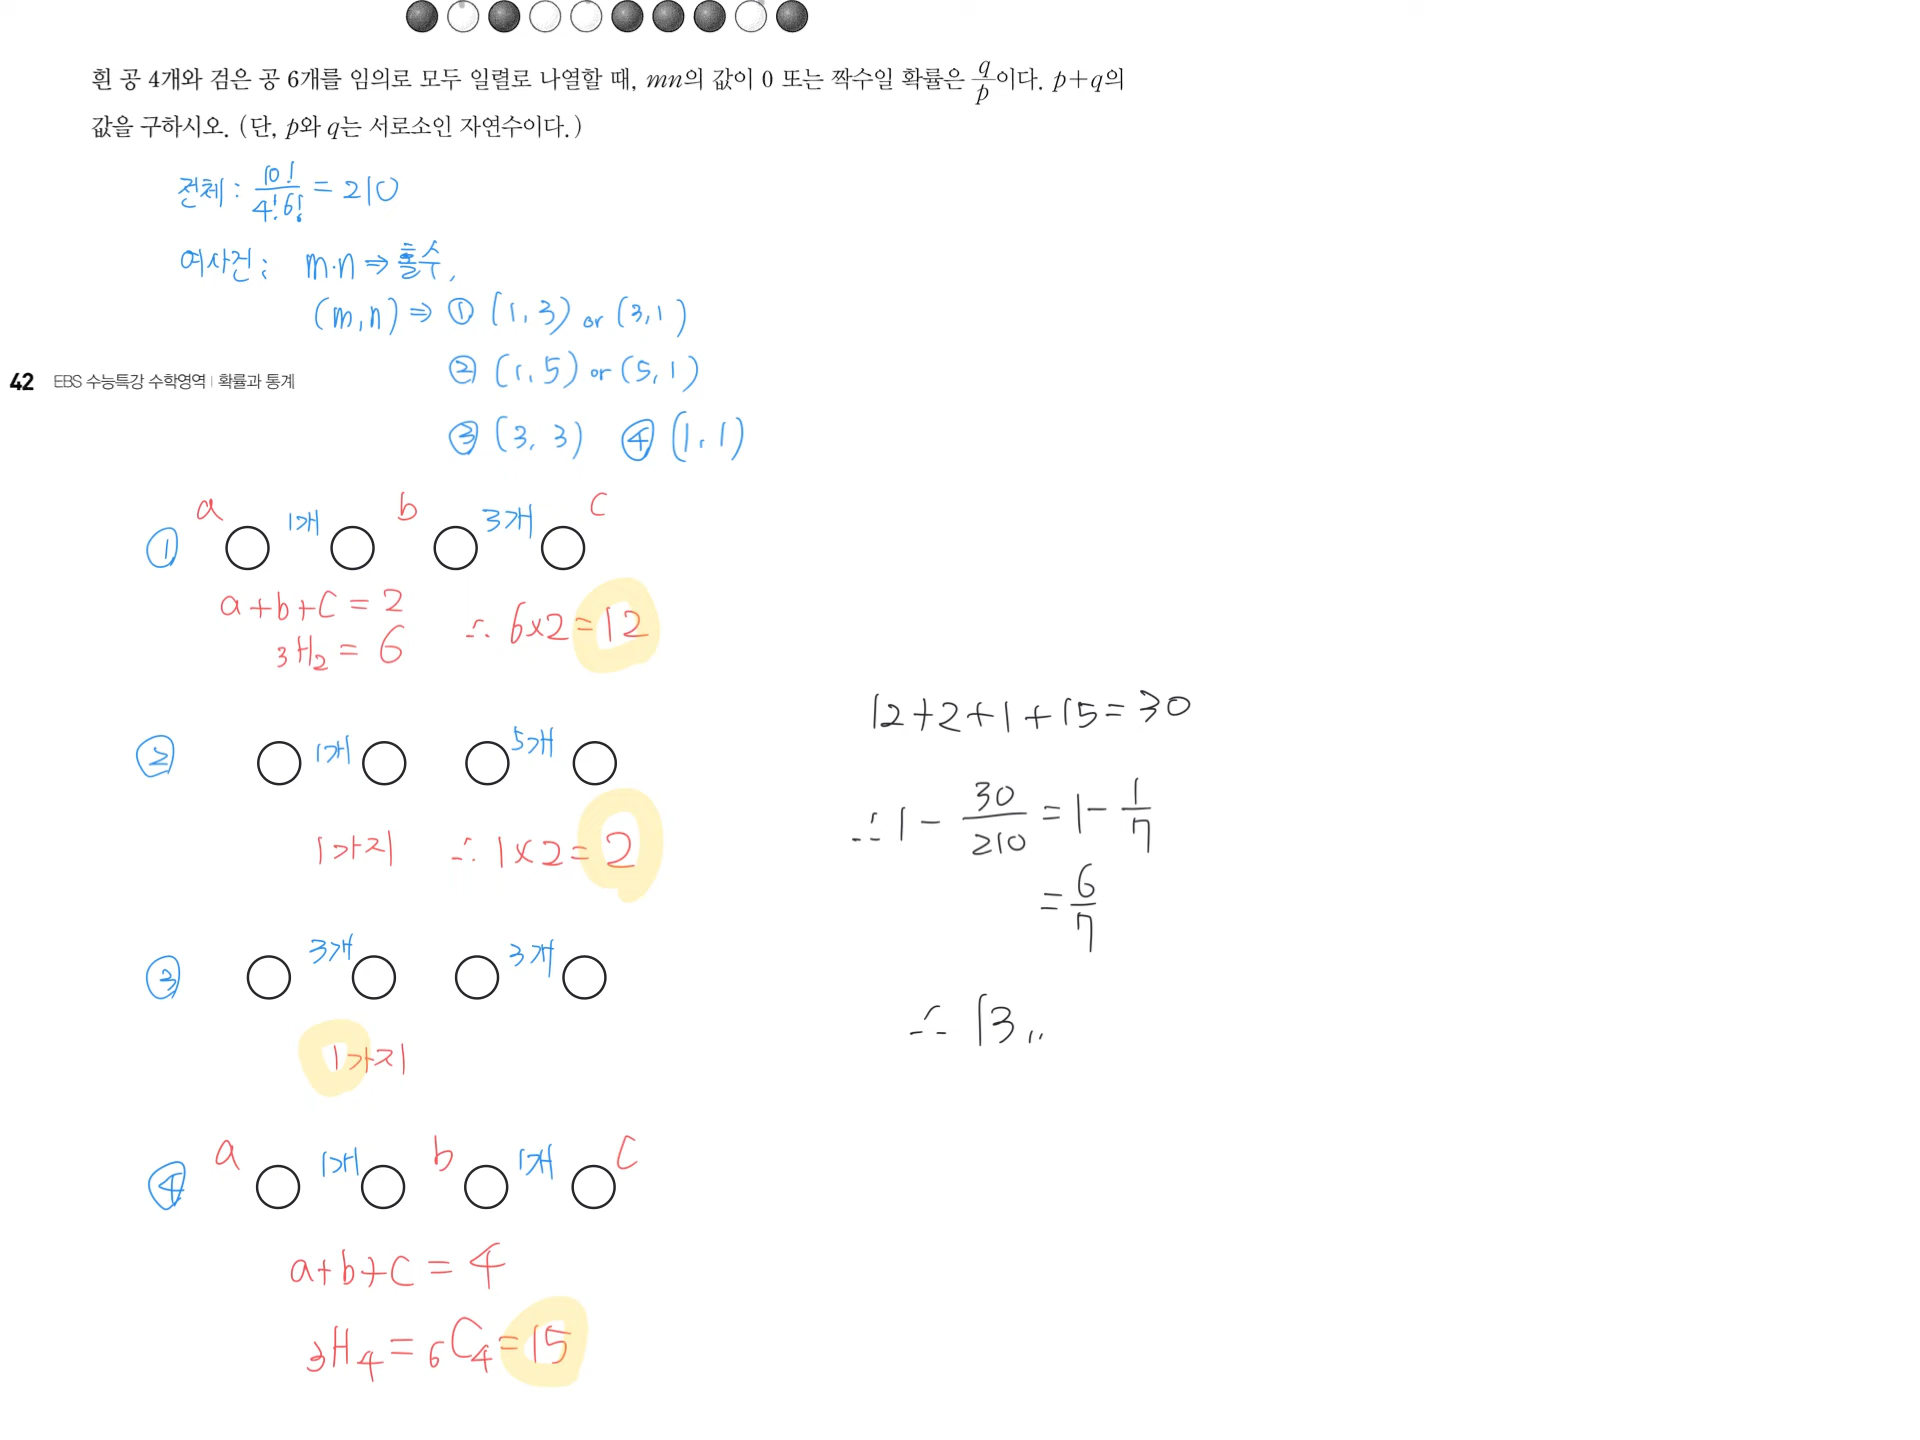 흰 공 4개와 검은 공 6개를 임의로 모두 일렬로 나열할 때, mn의 값이 0 또는 짝수일 확률은 q/p이다. p+q의
값을 구하시오. (단, p와 q는 서로소인 자연수이다.)
전체 : 10!/4!6! = 210
여사건 : m·n ⇒ 홀수,
(m,n) ⇒ ① (1,3) or (3,1)
② (1,5) or (5,1)
42 EBS 수능특강 수학영역 | 확률과 통계
③ (3,3) ④ (1,1)
a 1개 b 3개 c
①
a+b+c=2
3H2 = 6
∴ 6×2=12
② 1개 5개
1가지 ∴ 1×2=2
③ 3개 3개
1가지
④ a 1개 b 1개 c
a+b+c=4
3H4 = 6C4 = 15
12+2+1+15=30
∴ 1 - 30/210 = 1 - 1/7
= 6/7
∴ 13 〃